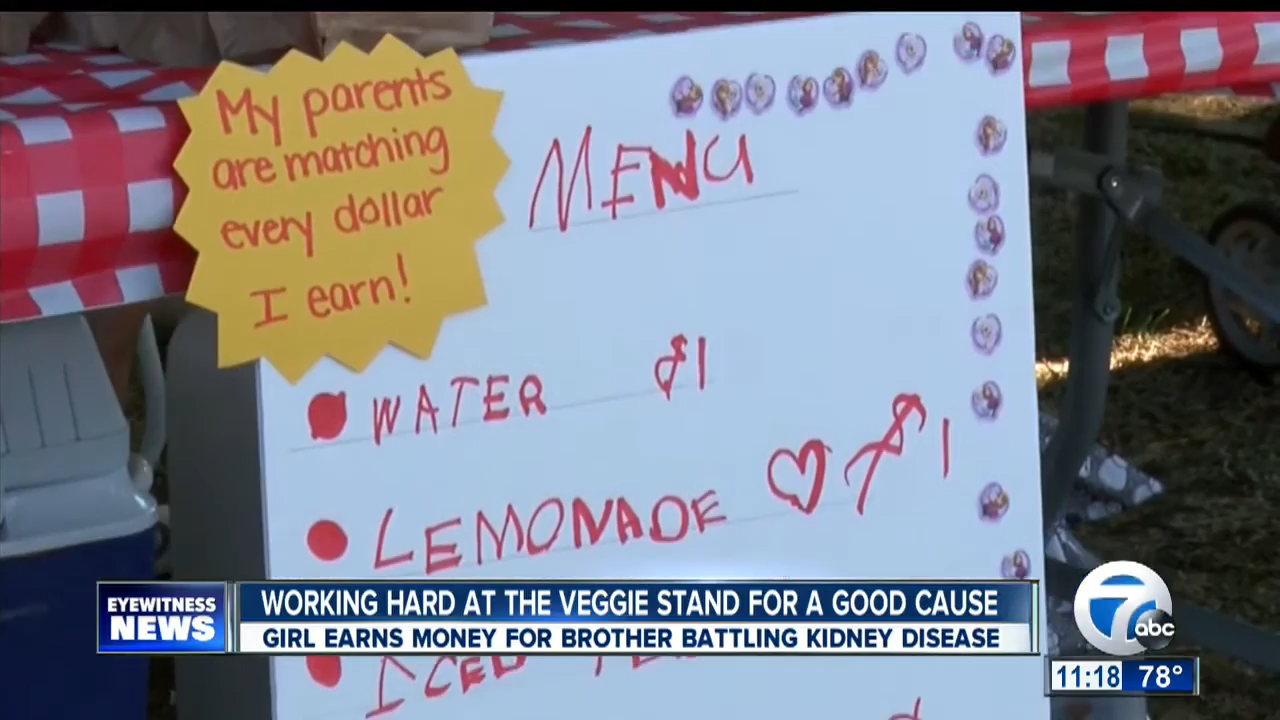 My parents
are matching
every dollar
I earn!
MENU
WATER $1
LEMONADE $1
ICED
EYEWITNESS
NEWS
WORKING HARD AT THE VEGGIE STAND FOR A GOOD CAUSE
GIRL EARNS MONEY FOR BROTHER BATTLING KIDNEY DISEASE
7
abc
11:18 78°